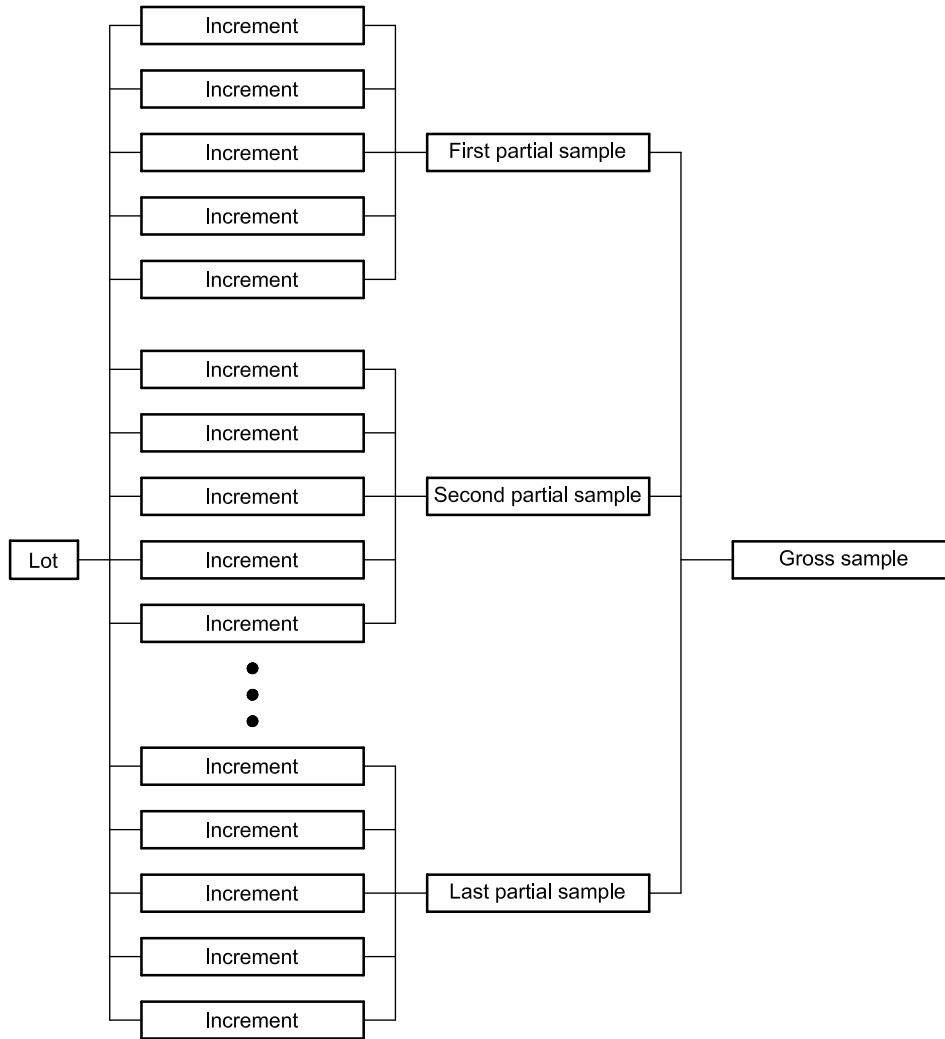 Increment
Increment
Increment
First partial sample
Increment
Increment
Increment
Increment
Increment
Second partial sample
Lot
Increment
Gross sample
Increment
Increment
Increment
Increment
Last partial sample
Increment
Increment